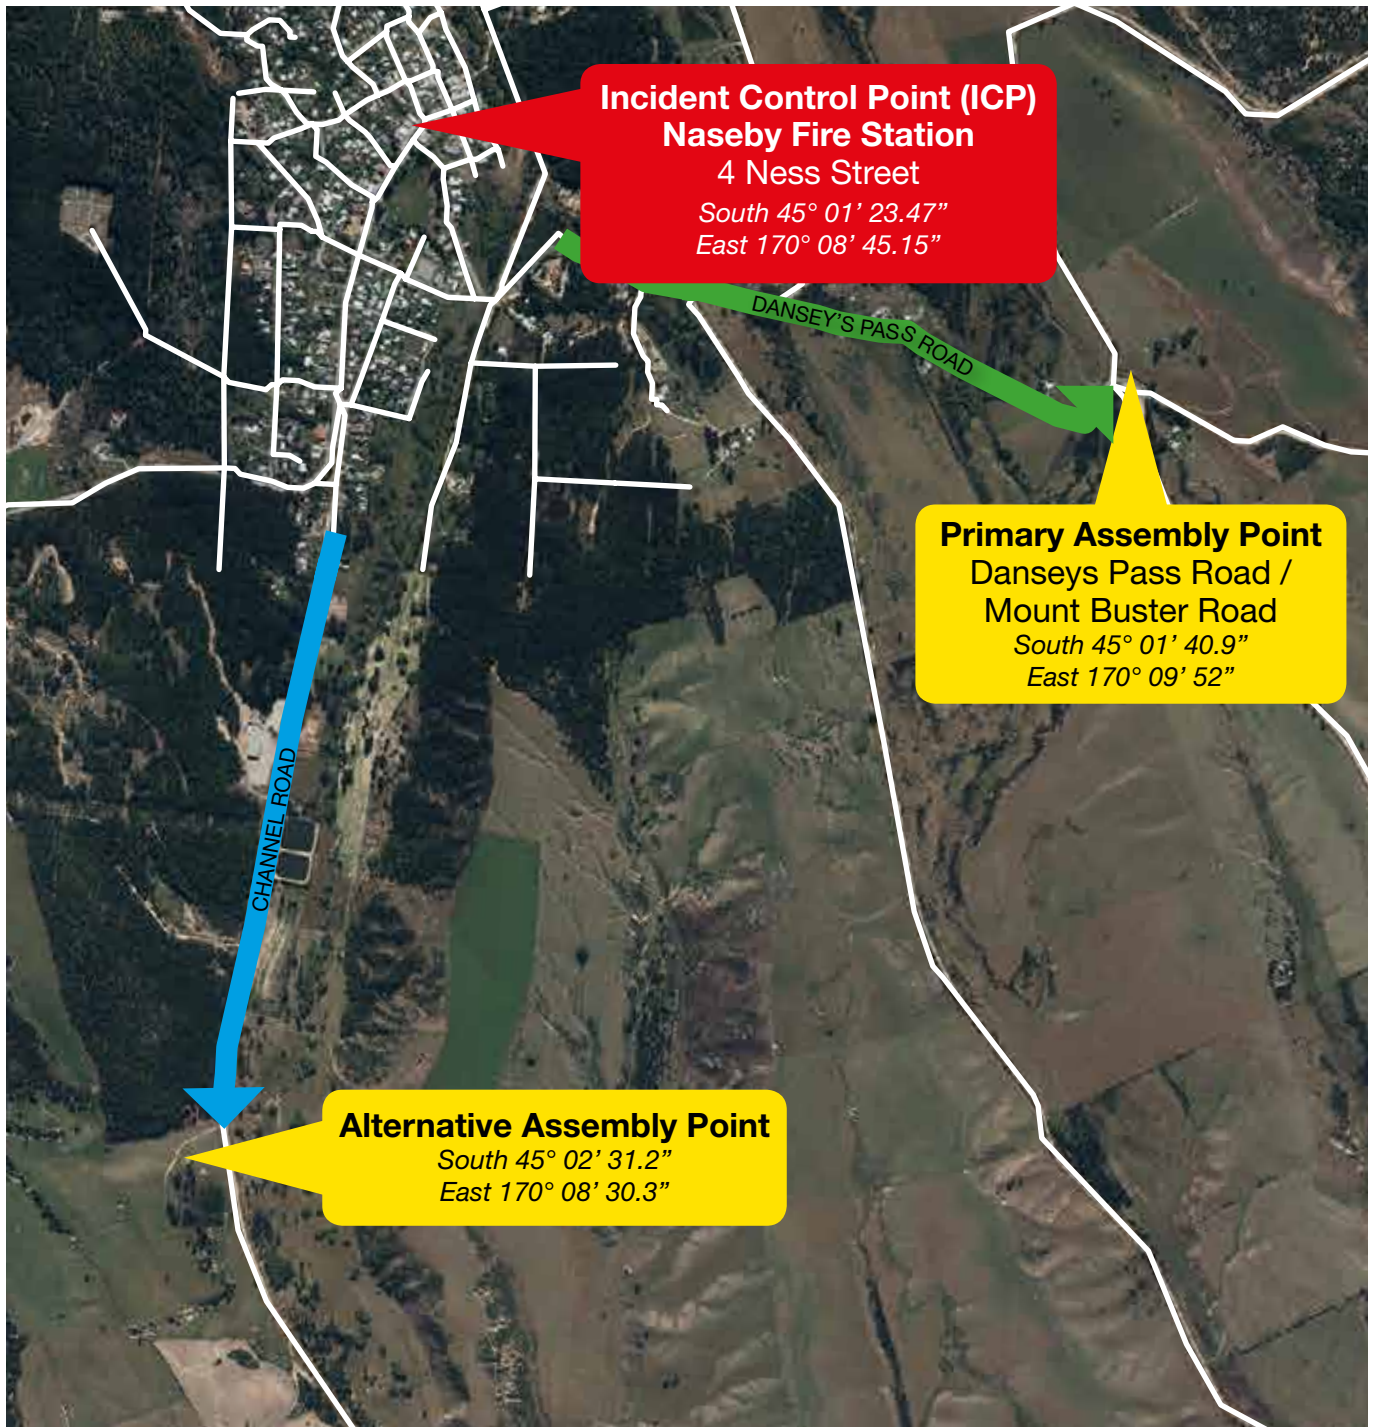 Incident Control Point (ICP)
Naseby Fire Station
4 Ness Street
South 45° 01’ 23.47”
East 170° 08’ 45.15”
DANSEY’S PASS ROAD
Primary Assembly Point
Danseys Pass Road /
Mount Buster Road
South 45° 01’ 40.9”
East 170° 09’ 52”
CHANNEL ROAD
Alternative Assembly Point
South 45° 02’ 31.2”
East 170° 08’ 30.3”